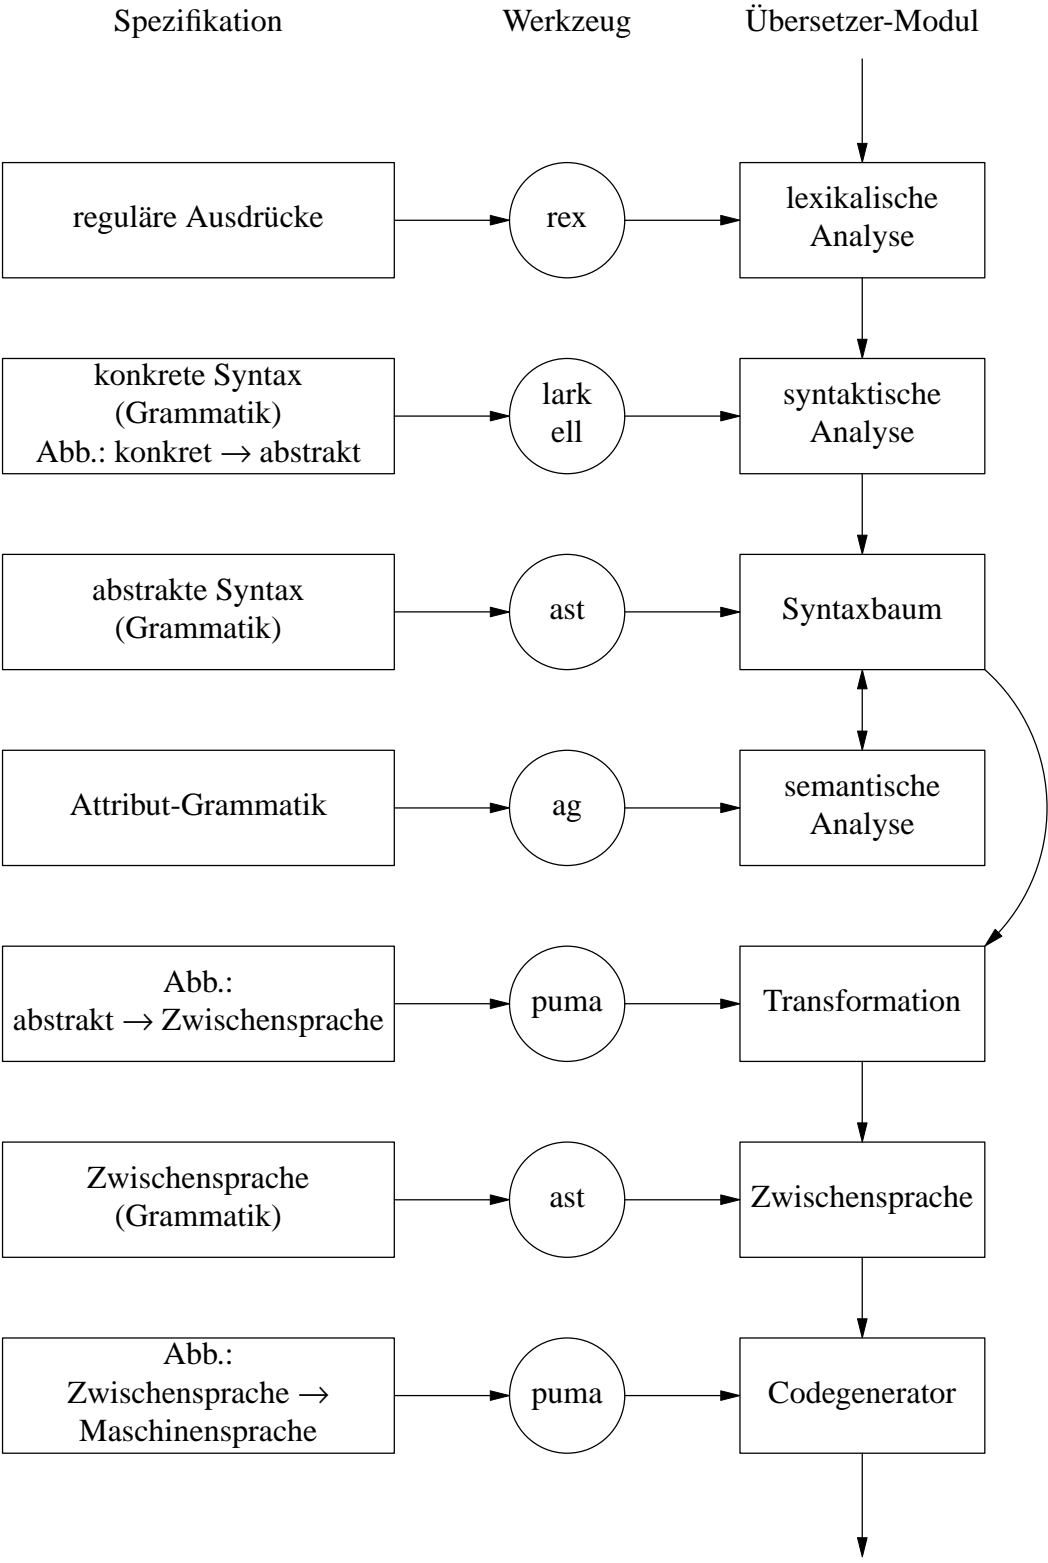 Spezifikation Werkzeug Übersetzer-Modul
reguläre Ausdrücke
rex
lexikalische
Analyse
konkrete Syntax
(Grammatik)
Abb.: konkret → abstrakt
lark
ell
syntaktische
Analyse
abstrakte Syntax
(Grammatik)
ast
Syntaxbaum
Attribut-Grammatik
ag
semantische
Analyse
Abb.:
abstrakt → Zwischensprache
puma
Transformation
Zwischensprache
(Grammatik)
ast
Zwischensprache
Abb.:
Zwischensprache →
Maschinensprache
puma
Codegenerator